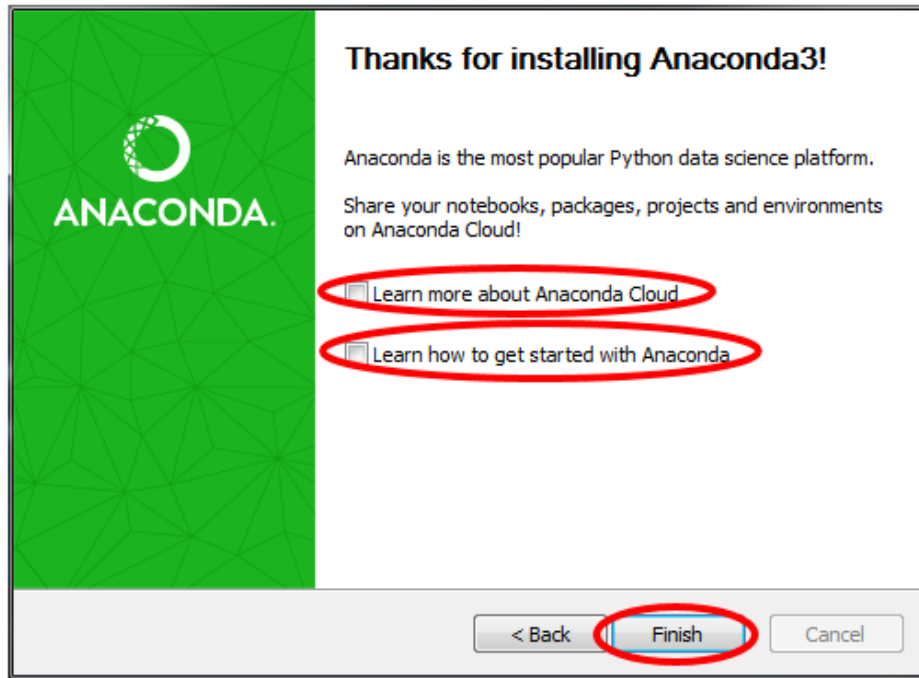 Thanks for installing Anaconda3!
ANACONDA.
Anaconda is the most popular Python data science platform.
Share your notebooks, packages, projects and environments
on Anaconda Cloud!
Learn more about Anaconda Cloud
Learn how to get started with Anaconda
< Back
Finish
Cancel